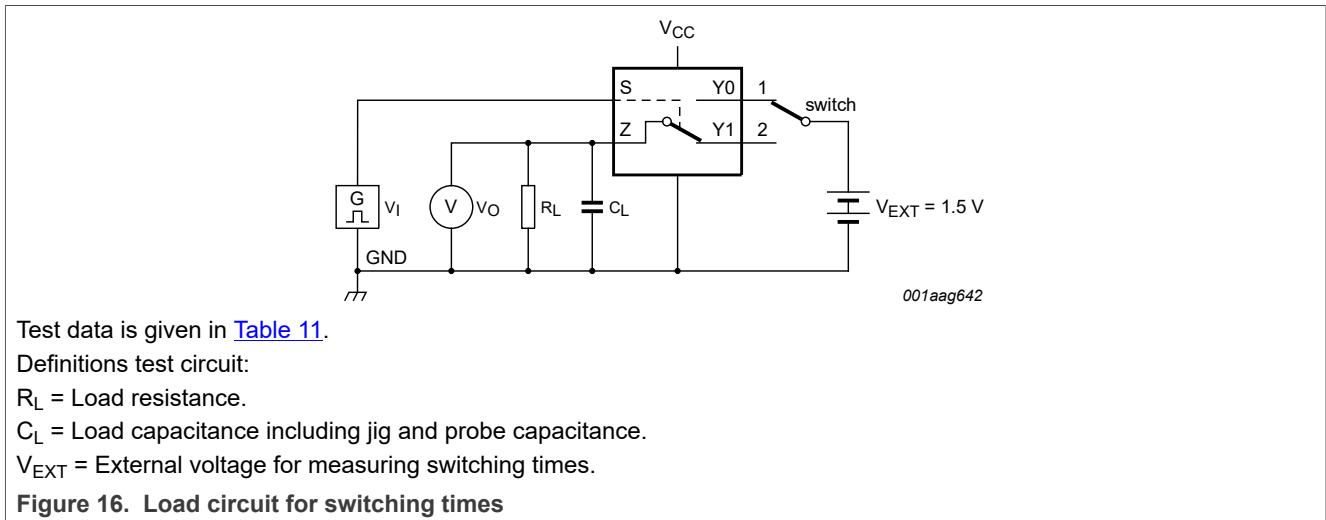 VCC
S
Y0
1
switch
Z
Y1
2
G
VI
V
VO
RL
CL
VEXT = 1.5 V
GND
001aag642
Test data is given in Table 11.
Definitions test circuit:
RL = Load resistance.
CL = Load capacitance including jig and probe capacitance.
VEXT = External voltage for measuring switching times.
Figure 16. Load circuit for switching times